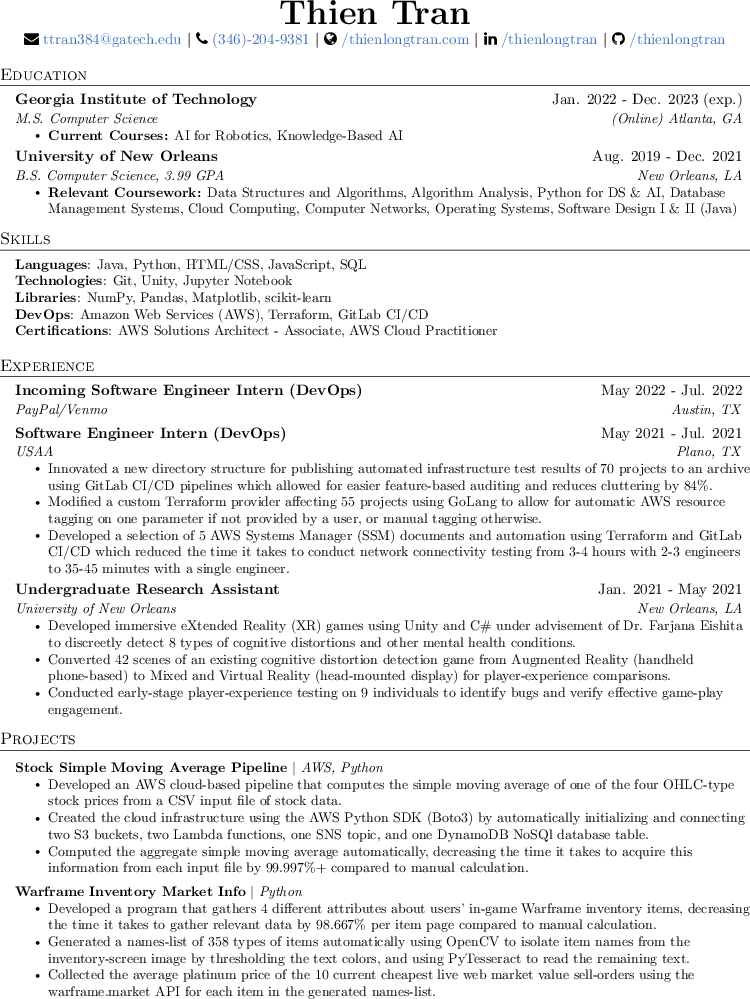 Thien Tran
ttran384@gatech.edu | (346)-204-9381 | /thienlongtran.com | /thienlongtran | /thienlongtran
Education
Georgia Institute of Technology Jan. 2022 - Dec. 2023 (exp.)
M.S. Computer Science (Online) Atlanta, GA
• Current Courses: AI for Robotics, Knowledge-Based AI
University of New Orleans Aug. 2019 - Dec. 2021
B.S. Computer Science, 3.99 GPA New Orleans, LA
• Relevant Coursework: Data Structures and Algorithms, Algorithm Analysis, Python for DS & AI, Database
Management Systems, Cloud Computing, Computer Networks, Operating Systems, Software Design I & II (Java)
Skills
Languages: Java, Python, HTML/CSS, JavaScript, SQL
Technologies: Git, Unity, Jupyter Notebook
Libraries: NumPy, Pandas, Matplotlib, scikit-learn
DevOps: Amazon Web Services (AWS), Terraform, GitLab CI/CD
Certifications: AWS Solutions Architect - Associate, AWS Cloud Practitioner
Experience
Incoming Software Engineer Intern (DevOps) May 2022 - Jul. 2022
PayPal/Venmo Austin, TX
Software Engineer Intern (DevOps) May 2021 - Jul. 2021
USAA Plano, TX
• Innovated a new directory structure for publishing automated infrastructure test results of 70 projects to an archive
using GitLab CI/CD pipelines which allowed for easier feature-based auditing and reduces cluttering by 84%.
• Modified a custom Terraform provider affecting 55 projects using GoLang to allow for automatic AWS resource
tagging on one parameter if not provided by a user, or manual tagging otherwise.
• Developed a selection of 5 AWS Systems Manager (SSM) documents and automation using Terraform and GitLab
CI/CD which reduced the time it takes to conduct network connectivity testing from 3-4 hours with 2-3 engineers
to 35-45 minutes with a single engineer.
Undergraduate Research Assistant Jan. 2021 - May 2021
University of New Orleans New Orleans, LA
• Developed immersive eXtended Reality (XR) games using Unity and C# under advisement of Dr. Farjana Eishita
to discreetly detect 8 types of cognitive distortions and other mental health conditions.
• Converted 42 scenes of an existing cognitive distortion detection game from Augmented Reality (handheld
phone-based) to Mixed and Virtual Reality (head-mounted display) for player-experience comparisons.
• Conducted early-stage player-experience testing on 9 individuals to identify bugs and verify effective game-play
engagement.
Projects
Stock Simple Moving Average Pipeline | AWS, Python
• Developed an AWS cloud-based pipeline that computes the simple moving average of one of the four OHLC-type
stock prices from a CSV input file of stock data.
• Created the cloud infrastructure using the AWS Python SDK (Boto3) by automatically initializing and connecting
two S3 buckets, two Lambda functions, one SNS topic, and one DynamoDB NoSQl database table.
• Computed the aggregate simple moving average automatically, decreasing the time it takes to acquire this
information from each input file by 99.997%+ compared to manual calculation.
Warframe Inventory Market Info | Python
• Developed a program that gathers 4 different attributes about users' in-game Warframe inventory items, decreasing
the time it takes to gather relevant data by 98.667% per item page compared to manual calculation.
• Generated a names-list of 358 types of items automatically using OpenCV to isolate item names from the
inventory-screen image by thresholding the text colors, and using PyTesseract to read the remaining text.
• Collected the average platinum price of the 10 current cheapest live web market value sell-orders using the
warframe.market API for each item in the generated names-list.